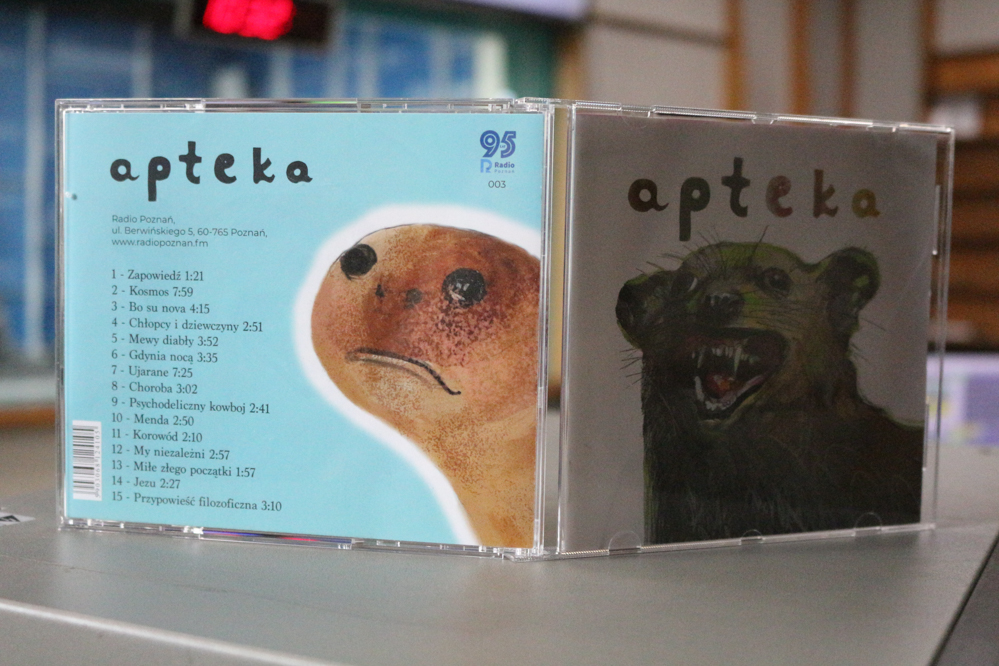 apteka
95
Radio
Poznań
003
Radio Poznań,
ul. Berwińskiego 5, 60-765 Poznań,
www.radiopoznan.fm
1 - Zapowiedź 1:21
2 - Kosmos 7:59
3 - Bo su nova 4:15
4 - Chłopcy i dziewczyny 2:51
5 - Mewy diabły 3:52
6 - Gdynia nocą 3:35
7 - Ujarane 7:25
8 - Choroba 3:02
9 - Psychodeliczny kowboj 2:41
10 - Menda 2:50
11 - Korowód 2:10
12 - My niezależni 2:57
13 - Miłe złego początki 1:57
14 - Jezu 2:27
15 - Przypowieść filozoficzna 3:10
apteka